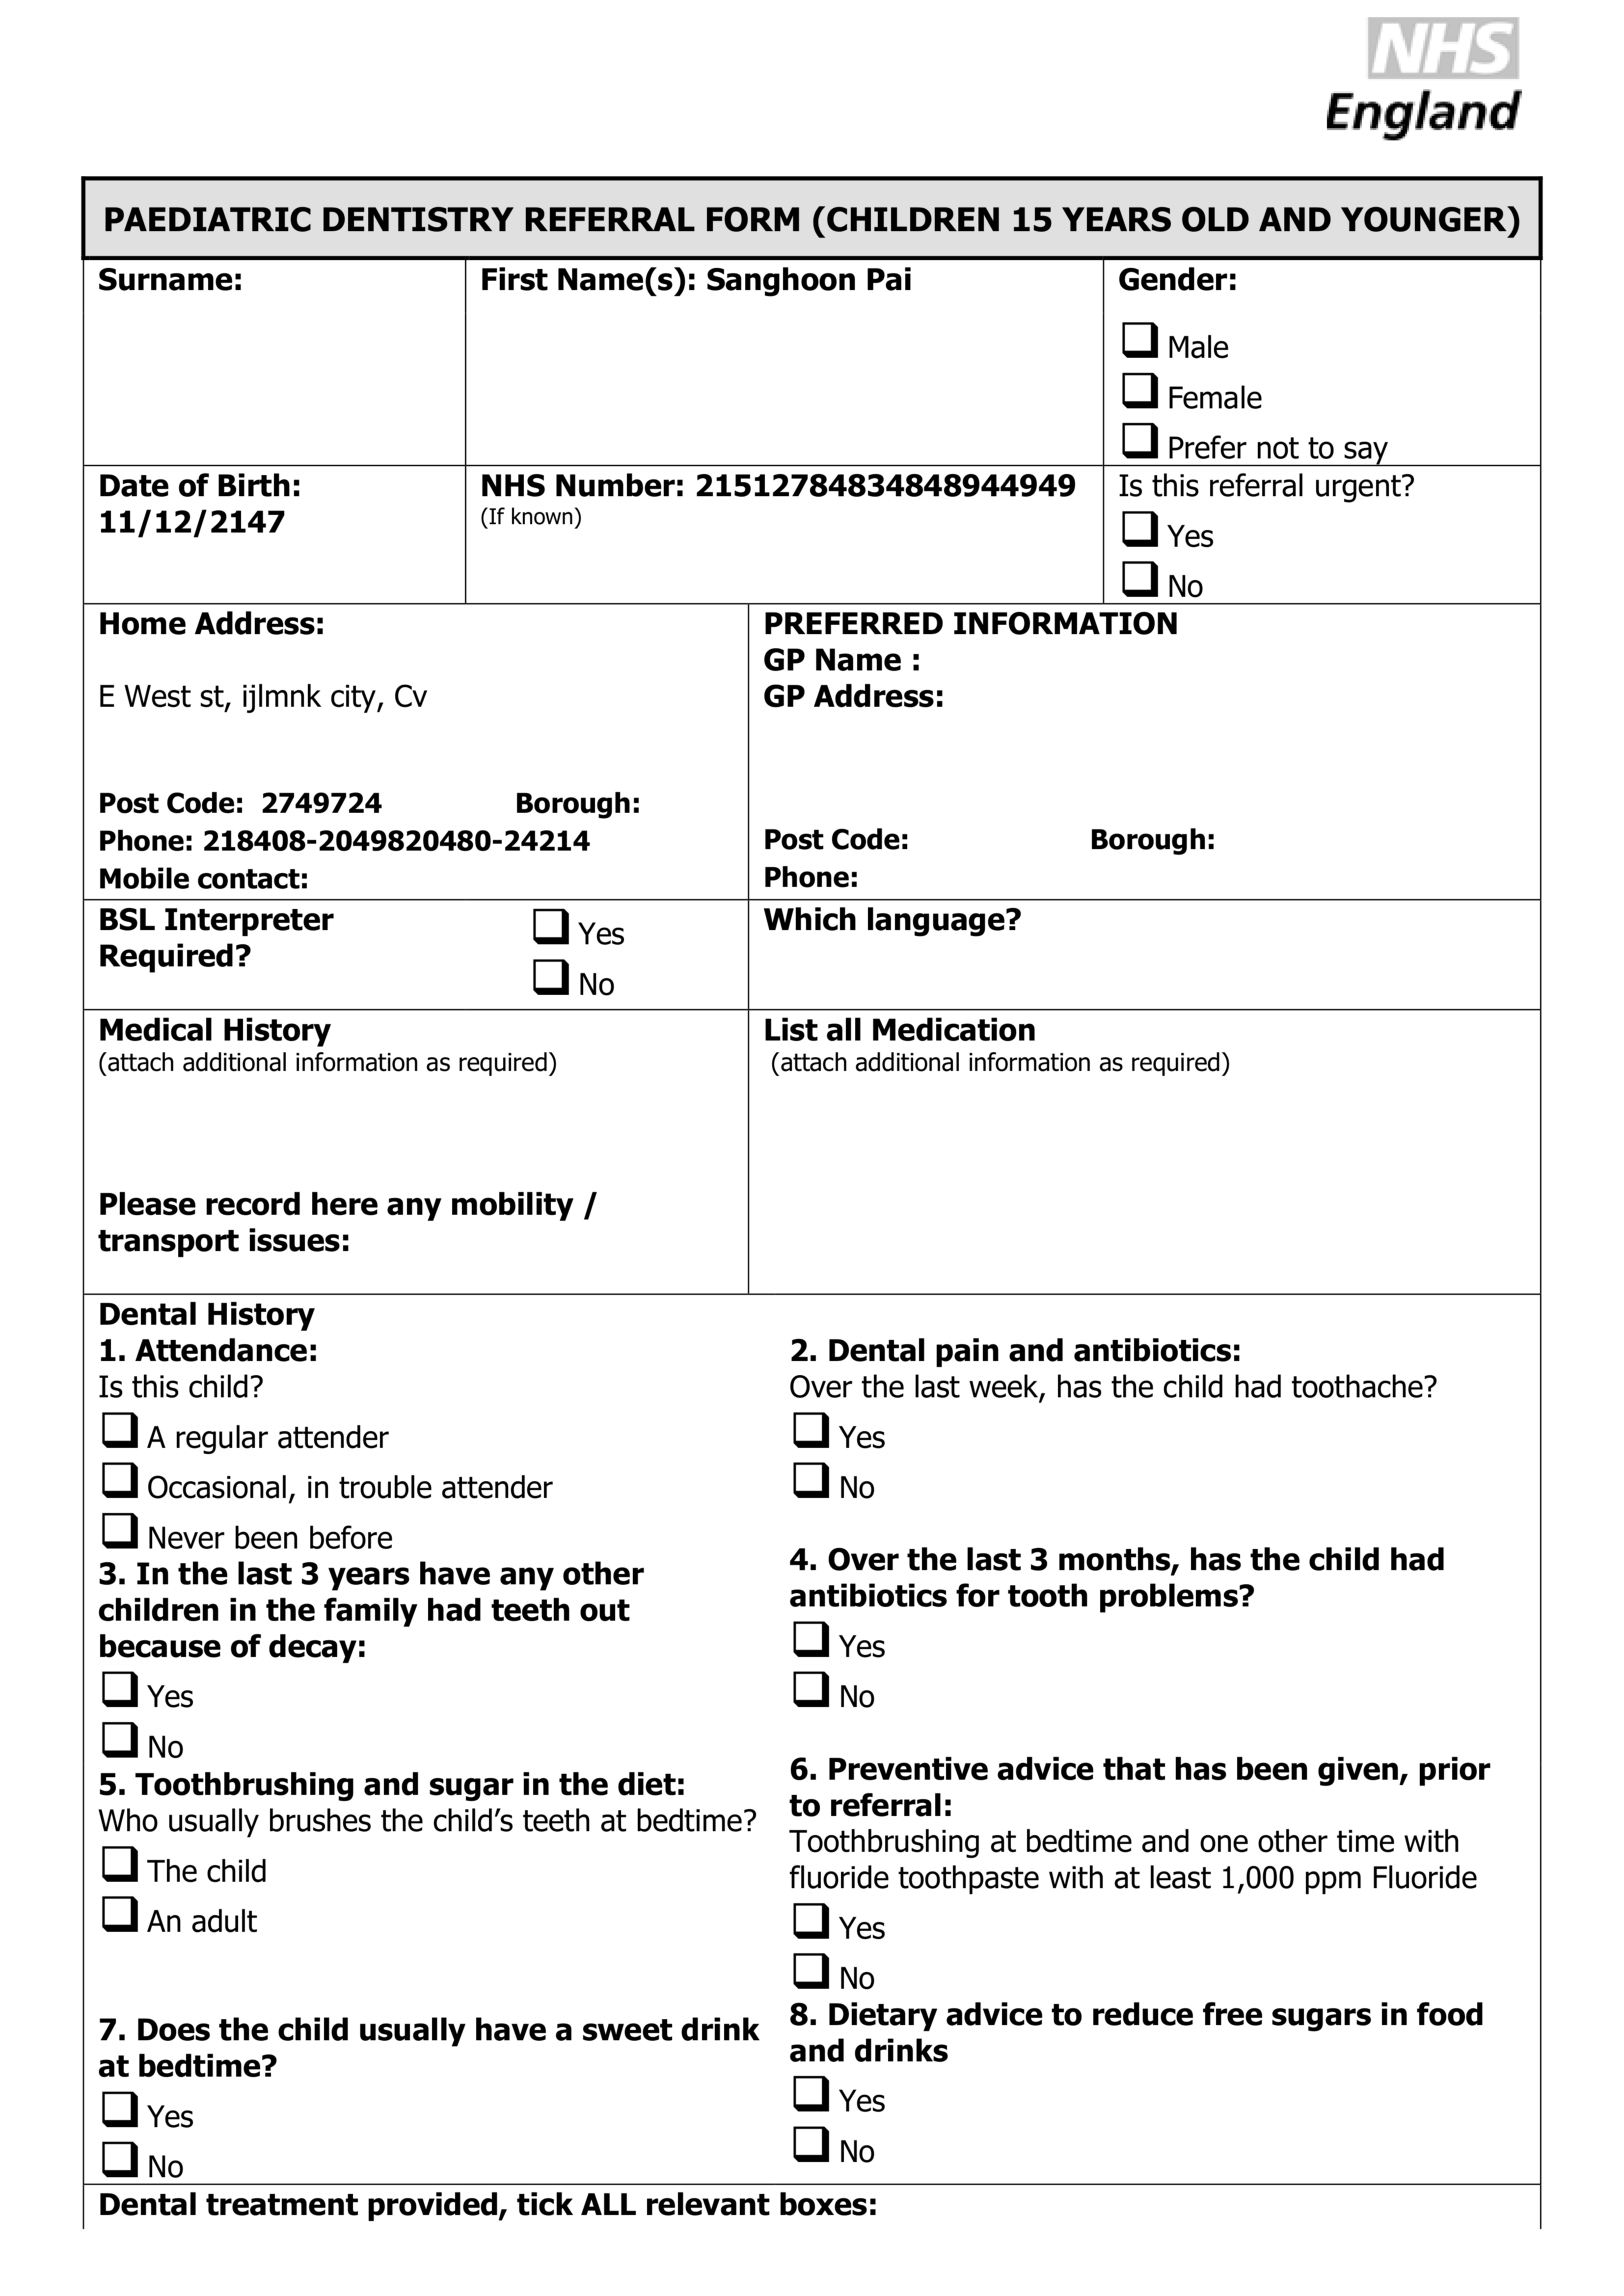 NHS
England
PAEDIATRIC DENTISTRY REFERRAL FORM (CHILDREN 15 YEARS OLD AND YOUNGER)
Surname:
First Name(s): Sanghoon Pai
Gender:
Male
Female
Prefer not to say
Date of Birth:
11/12/2147
NHS Number: 21512784834848944949
(If known)
Is this referral urgent?
Yes
No
Home Address:
E West st, ijlmnk city, Cv
Post Code: 2749724 Borough:
Phone: 218408-2049820480-24214
Mobile contact:
PREFERRED INFORMATION
GP Name :
GP Address:
Post Code: Borough:
Phone:
BSL Interpreter
Required?
Yes
No
Which language?
Medical History
(attach additional information as required)
Please record here any mobility /
transport issues:
List all Medication
(attach additional information as required)
Dental History
1. Attendance:
Is this child?
A regular attender
Occasional, in trouble attender
Never been before
2. Dental pain and antibiotics:
Over the last week, has the child had toothache?
Yes
No
3. In the last 3 years have any other
children in the family had teeth out
because of decay:
Yes
No
4. Over the last 3 months, has the child had
antibiotics for tooth problems?
Yes
No
5. Toothbrushing and sugar in the diet:
Who usually brushes the child’s teeth at bedtime?
The child
An adult
6. Preventive advice that has been given, prior
to referral:
Toothbrushing at bedtime and one other time with
fluoride toothpaste with at least 1,000 ppm Fluoride
Yes
No
7. Does the child usually have a sweet drink
at bedtime?
Yes
No
8. Dietary advice to reduce free sugars in food
and drinks
Yes
No
Dental treatment provided, tick ALL relevant boxes: